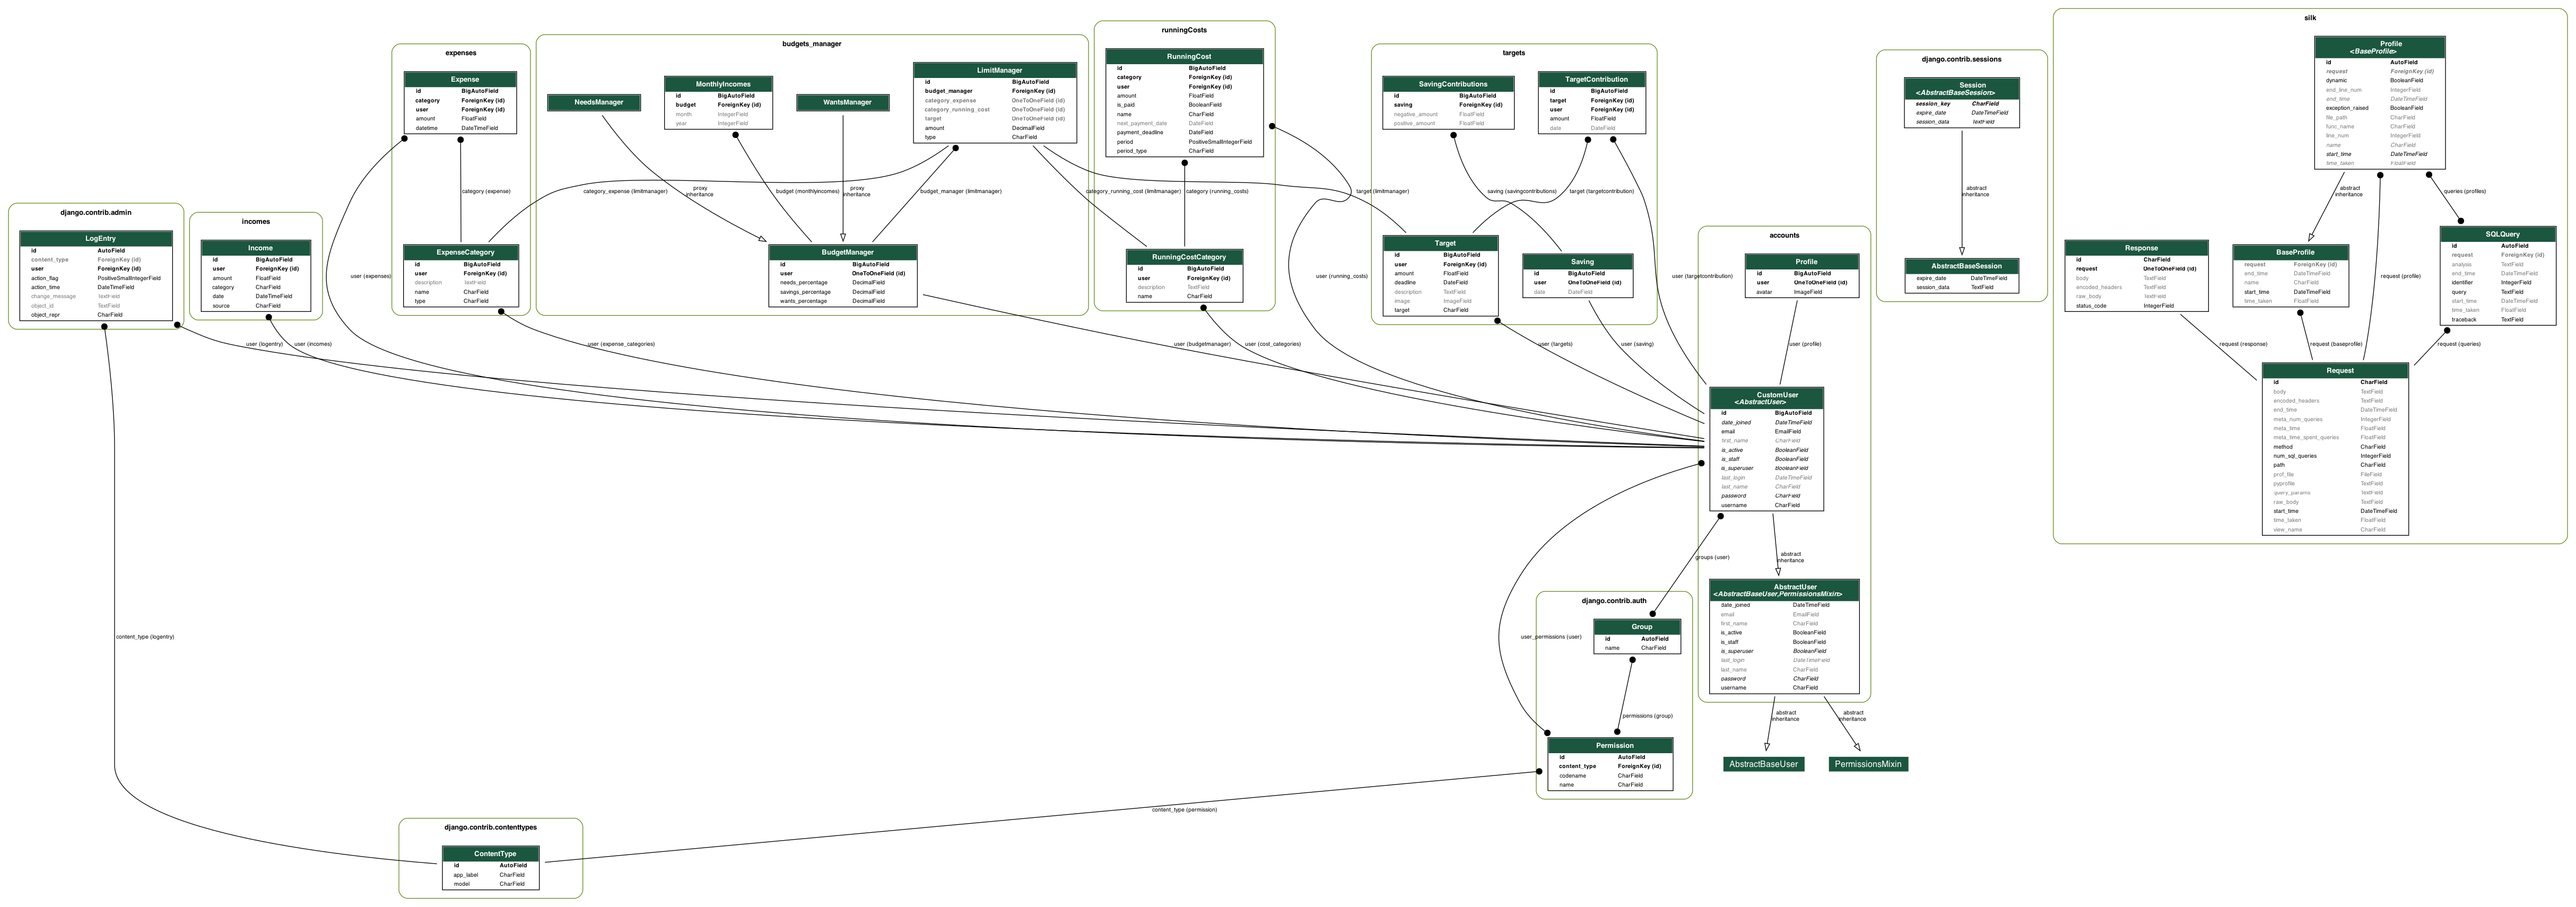 silk
Profile
<BaseProfile>
id AutoField
request ForeignKey (id)
dynamic BooleanField
end_line_num IntegerField
end_time DateTimeField
exception_raised BooleanField
file_path CharField
func_name CharField
line_num IntegerField
name CharField
start_time DateTimeField
time_taken FloatField
abstract
inheritance
queries (profiles)
request (profile)
Response
id CharField
request OneToOneField (id)
body TextField
encoded_headers TextField
raw_body TextField
status_code IntegerField
BaseProfile
request ForeignKey (id)
end_time DateTimeField
name CharField
start_time DateTimeField
time_taken FloatField
SQLQuery
id AutoField
request ForeignKey (id)
analysis TextField
end_time DateTimeField
identifier IntegerField
query TextField
start_time DateTimeField
time_taken FloatField
traceback TextField
request (response)
request (baseprofile)
request (queries)
Request
id CharField
body TextField
encoded_headers TextField
end_time DateTimeField
meta_num_queries IntegerField
meta_time FloatField
meta_time_spent_queries FloatField
method CharField
num_sql_queries IntegerField
path CharField
prof_file FileField
pyprofile TextField
query_params TextField
raw_body TextField
start_time DateTimeField
time_taken FloatField
view_name CharField
django.contrib.sessions
Session
<AbstractBaseSession>
session_key CharField
expire_date DateTimeField
session_data TextField
abstract
inheritance
AbstractBaseSession
expire_date DateTimeField
session_data TextField
expenses
Expense
id BigAutoField
category ForeignKey (id)
user ForeignKey (id)
amount FloatField
datetime DateTimeField
category (expense)
user (expenses)
ExpenseCategory
id BigAutoField
user ForeignKey (id)
description TextField
name CharField
type CharField
user (expense_categories)
budgets_manager
NeedsManager
MonthlyIncomes
id BigAutoField
budget ForeignKey (id)
month IntegerField
year IntegerField
WantsManager
LimitManager
id BigAutoField
budget_manager ForeignKey (id)
category_expense OneToOneField (id)
category_running_cost OneToOneField (id)
target OneToOneField (id)
amount DecimalField
type CharField
category_expense (limitmanager)
proxy
inheritance
budget (monthlyincomes)
proxy
inheritance
budget_manager (limitmanager)
category_running_cost (limitmanager)
BudgetManager
id BigAutoField
user OneToOneField (id)
needs_percentage DecimalField
savings_percentage DecimalField
wants_percentage DecimalField
user (budgetmanager)
runningCosts
RunningCost
id BigAutoField
category ForeignKey (id)
user ForeignKey (id)
amount FloatField
is_paid BooleanField
name CharField
next_payment_date DateField
payment_deadline DateField
period PositiveSmallIntegerField
period_type CharField
category (running_costs)
RunningCostCategory
id BigAutoField
user ForeignKey (id)
description TextField
name CharField
user (cost_categories)
user (running_costs)
target (limitmanager)
targets
SavingContributions
id BigAutoField
saving ForeignKey (id)
negative_amount FloatField
positive_amount FloatField
TargetContribution
id BigAutoField
target ForeignKey (id)
user ForeignKey (id)
amount FloatField
date DateField
saving (savingcontributions)
target (targetcontribution)
Target
id BigAutoField
user ForeignKey (id)
amount FloatField
deadline DateField
description TextField
image ImageField
target CharField
Saving
id BigAutoField
user OneToOneField (id)
date DateField
user (targets)
user (saving)
user (targetcontribution)
django.contrib.admin
LogEntry
id AutoField
content_type ForeignKey (id)
user ForeignKey (id)
action_flag PositiveSmallIntegerField
action_time DateTimeField
change_message TextField
object_id TextField
object_repr CharField
user (logentry)
content_type (logentry)
incomes
Income
id BigAutoField
user ForeignKey (id)
amount FloatField
category CharField
date DateTimeField
source CharField
user (incomes)
accounts
Profile
id BigAutoField
user OneToOneField (id)
avatar ImageField
user (profile)
CustomUser
<AbstractUser>
id BigAutoField
date_joined DateTimeField
email EmailField
first_name CharField
is_active BooleanField
is_staff BooleanField
is_superuser BooleanField
last_login DateTimeField
last_name CharField
password CharField
username CharField
groups (user)
abstract
inheritance
AbstractUser
<AbstractBaseUser,PermissionsMixin>
date_joined DateTimeField
email EmailField
first_name CharField
is_active BooleanField
is_staff BooleanField
is_superuser BooleanField
last_login DateTimeField
last_name CharField
password CharField
username CharField
abstract
inheritance
abstract
inheritance
AbstractBaseUser
PermissionsMixin
django.contrib.auth
Group
id AutoField
name CharField
user_permissions (user)
permissions (group)
Permission
id AutoField
content_type ForeignKey (id)
codename CharField
name CharField
content_type (permission)
django.contrib.contenttypes
ContentType
id AutoField
app_label CharField
model CharField